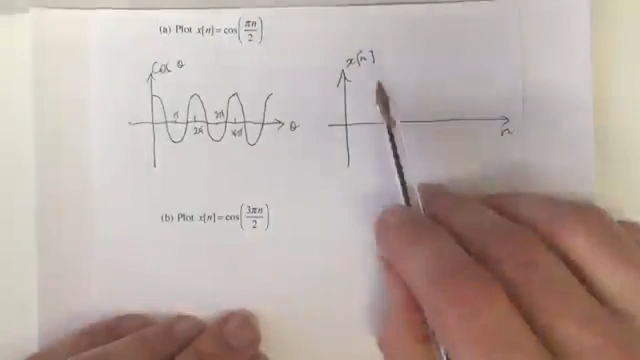 (a) Plot x[n] = cos(πn/2)
cos θ
π 2π 3π 4π
θ
x[n]
n
(b) Plot x[n] = cos(3πn/2)